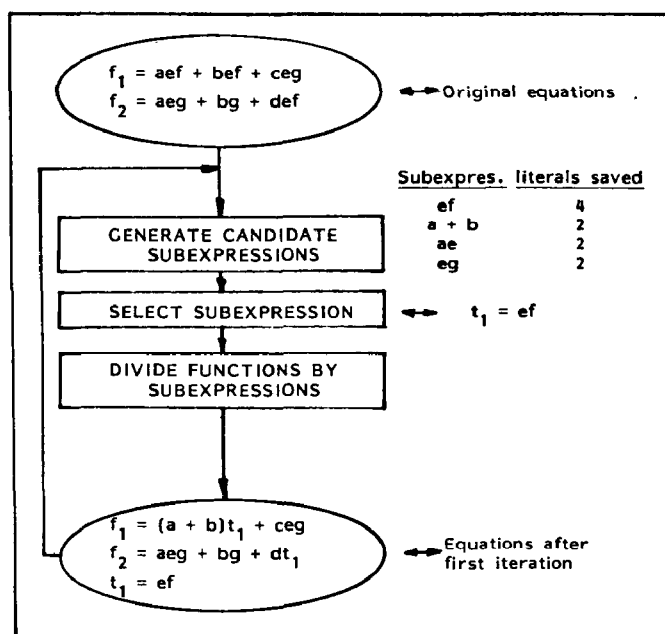 f1 = aef + bef + ceg
f2 = aeg + bg + def
Original equations .
Subexpres. literals saved
ef 4
a + b 2
ae 2
eg 2
GENERATE CANDIDATE
SUBEXPRESSIONS
SELECT SUBEXPRESSION
t1 = ef
DIVIDE FUNCTIONS BY
SUBEXPRESSIONS
f1 = (a + b)t1 + ceg
f2 = aeg + bg + dt1
t1 = ef
Equations after
first iteration